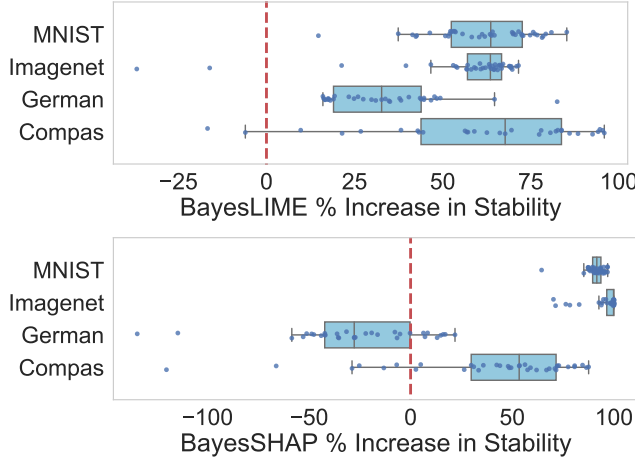 MNIST
Imagenet
German
Compas
−25 0 25 50 75 100
BayesLIME % Increase in Stability
MNIST
Imagenet
German
Compas
−100 −50 0 50 100
BayesSHAP % Increase in Stability